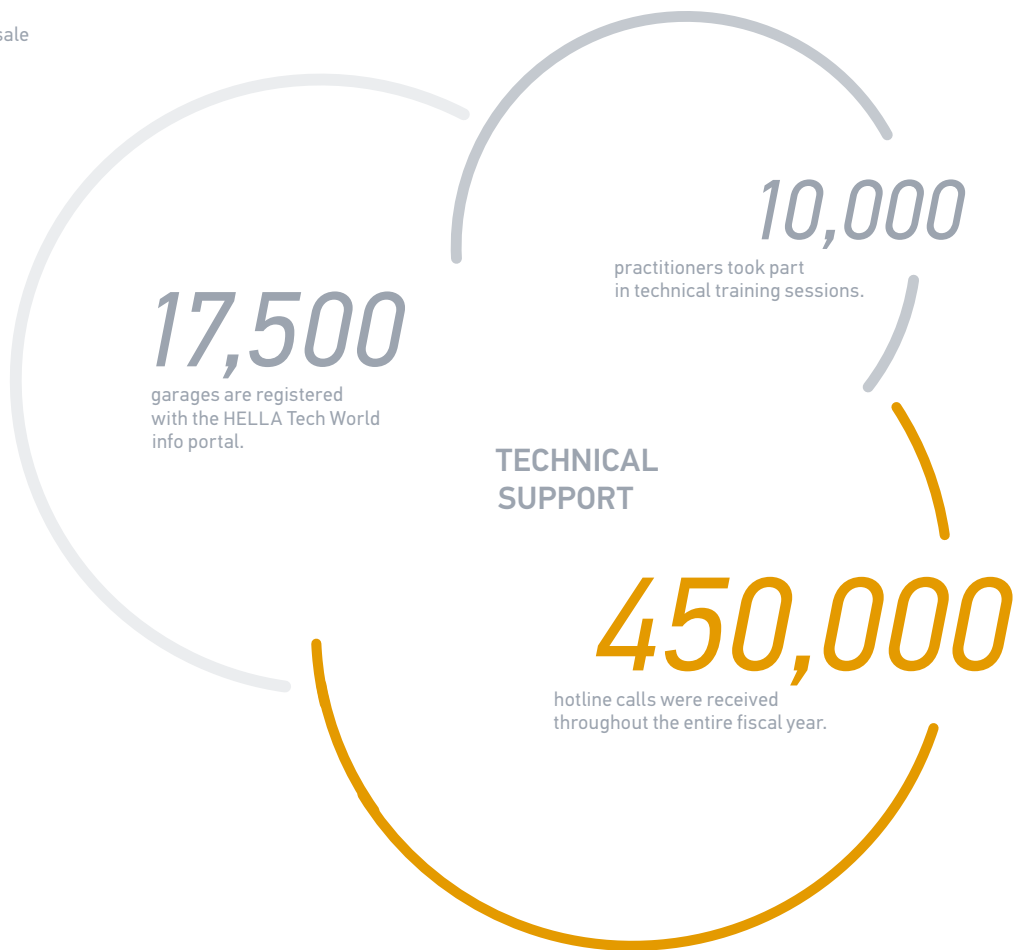 sale
10,000
practitioners took part
in technical training sessions.
17,500
garages are registered
with the HELLA Tech World
info portal.
TECHNICAL
SUPPORT
450,000
hotline calls were received
throughout the entire fiscal year.